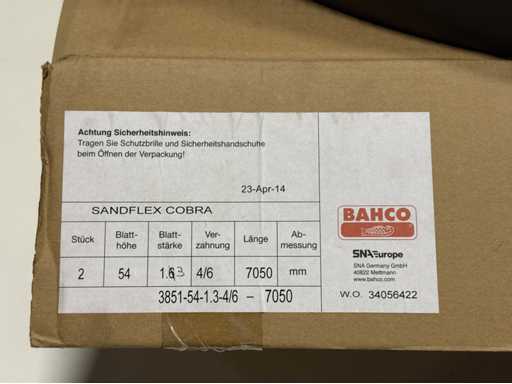 Achtung Sicherheitshinweis:
Tragen Sie Schutzbrille und Sicherheitshandschuhe
beim Öffnen der Verpackung!
23-Apr-14
SANDFLEX COBRA
Stück Blatt-höhe Blatt-stärke Ver-zahnung Länge Ab-messung
2 54 1.3 4/6 7050 mm
3851-54-1.3-4/6 – 7050
BAHCO
SNA Europe
SNA Germany GmbH
40822 Mettmann
www.bahco.com
W.O. 34056422